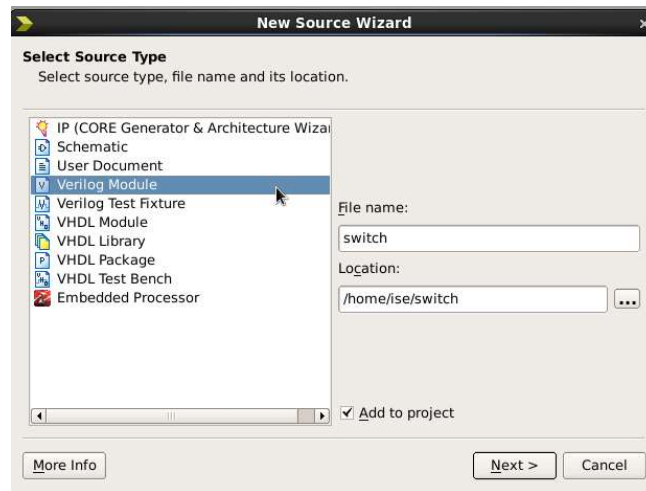 New Source Wizard
Select Source Type
Select source type, file name and its location.
IP (CORE Generator & Architecture Wizar
Schematic
User Document
Verilog Module
Verilog Test Fixture
VHDL Module
VHDL Library
VHDL Package
VHDL Test Bench
Embedded Processor
File name:
switch
Location:
/home/ise/switch
...
Add to project
More Info
Next >
Cancel